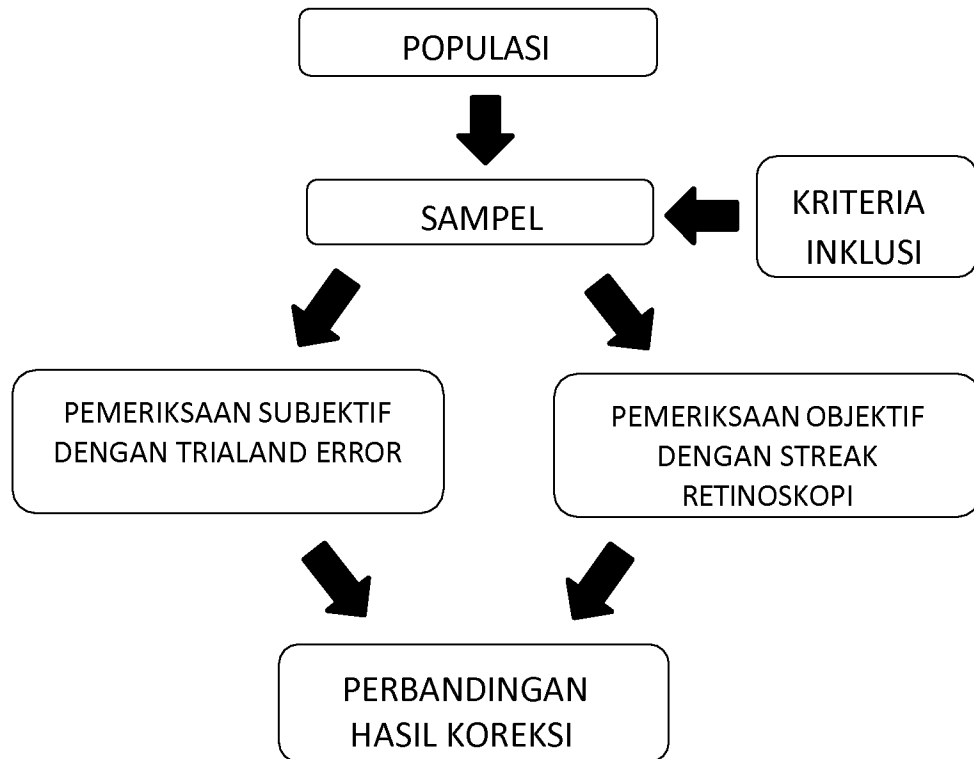 POPULASI
SAMPEL
KRITERIA
INKLUSI
PEMERIKSAAN SUBJEKTIF
DENGAN TRIALAND ERROR
PEMERIKSAAN OBJEKTIF
DENGAN STREAK
RETINOSKOPI
PERBANDINGAN
HASIL KOREKSI